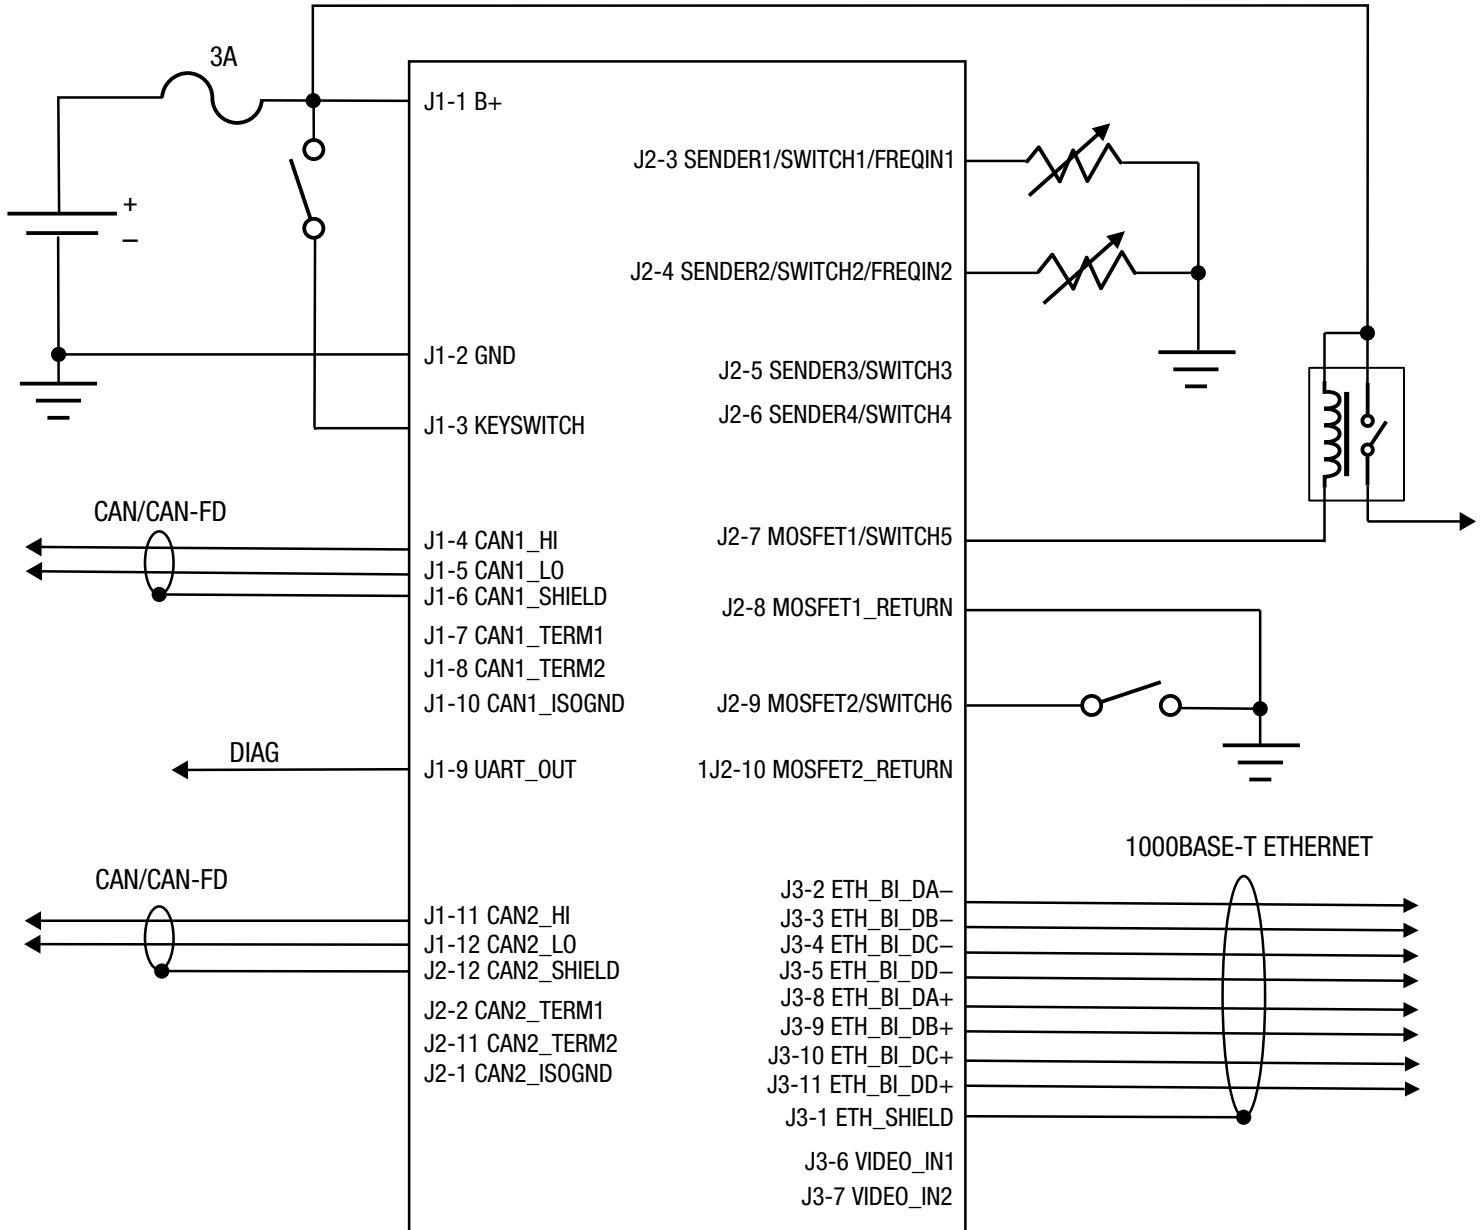 3A
+
–
J1-1 B+
J1-2 GND
J1-3 KEYSWITCH
CAN/CAN-FD
J1-4 CAN1_HI
J1-5 CAN1_LO
J1-6 CAN1_SHIELD
J1-7 CAN1_TERM1
J1-8 CAN1_TERM2
J1-10 CAN1_ISOGND
DIAG
J1-9 UART_OUT
CAN/CAN-FD
J1-11 CAN2_HI
J1-12 CAN2_LO
J2-12 CAN2_SHIELD
J2-2 CAN2_TERM1
J2-11 CAN2_TERM2
J2-1 CAN2_ISOGND
J2-3 SENDER1/SWITCH1/FREQIN1
J2-4 SENDER2/SWITCH2/FREQIN2
J2-5 SENDER3/SWITCH3
J2-6 SENDER4/SWITCH4
J2-7 MOSFET1/SWITCH5
J2-8 MOSFET1_RETURN
J2-9 MOSFET2/SWITCH6
1J2-10 MOSFET2_RETURN
1000BASE-T ETHERNET
J3-2 ETH_BI_DA–
J3-3 ETH_BI_DB–
J3-4 ETH_BI_DC–
J3-5 ETH_BI_DD–
J3-8 ETH_BI_DA+
J3-9 ETH_BI_DB+
J3-10 ETH_BI_DC+
J3-11 ETH_BI_DD+
J3-1 ETH_SHIELD
J3-6 VIDEO_IN1
J3-7 VIDEO_IN2